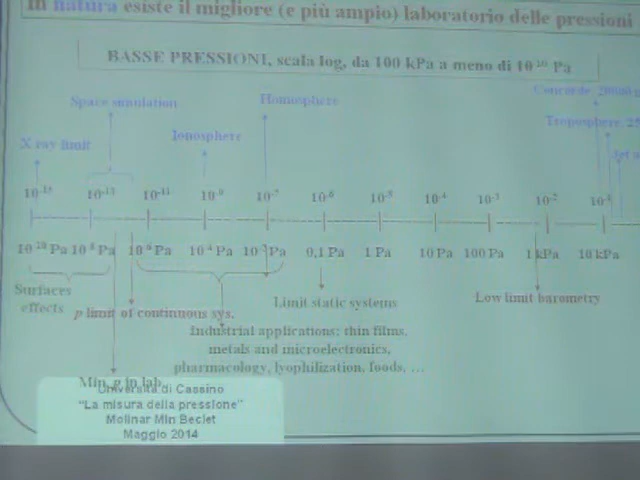 In natura esiste il migliore (e più ampio) laboratorio delle pressioni
BASSE PRESSIONI, scala log, da 100 kPa a meno di 10⁻¹⁰ Pa
Concorde, 20000
Space simulation
Homosphere
Ionosphere
Troposphere, 25
X ray limit
Jet
10⁻¹⁵ 10⁻¹³ 10⁻¹¹ 10⁻⁹ 10⁻⁷ 10⁻⁶ 10⁻⁵ 10⁻⁴ 10⁻³ 10⁻² 10⁻¹
10⁻¹⁰ Pa 10⁻⁸ Pa 10⁻⁶ Pa 10⁻⁴ Pa 10⁻² Pa 0,1 Pa 1 Pa 10 Pa 100 Pa 1 kPa 10 kPa
Surfaces
effects
Limit static systems
Low limit barometry
p limit of continuous sys.
Industrial applications: thin films,
metals and microelectronics,
pharmacology, lyophilization, foods, …
Min. g in lab.
Università di Cassino
"La misura della pressione"
Molinar Min Beciet
Maggio 2014